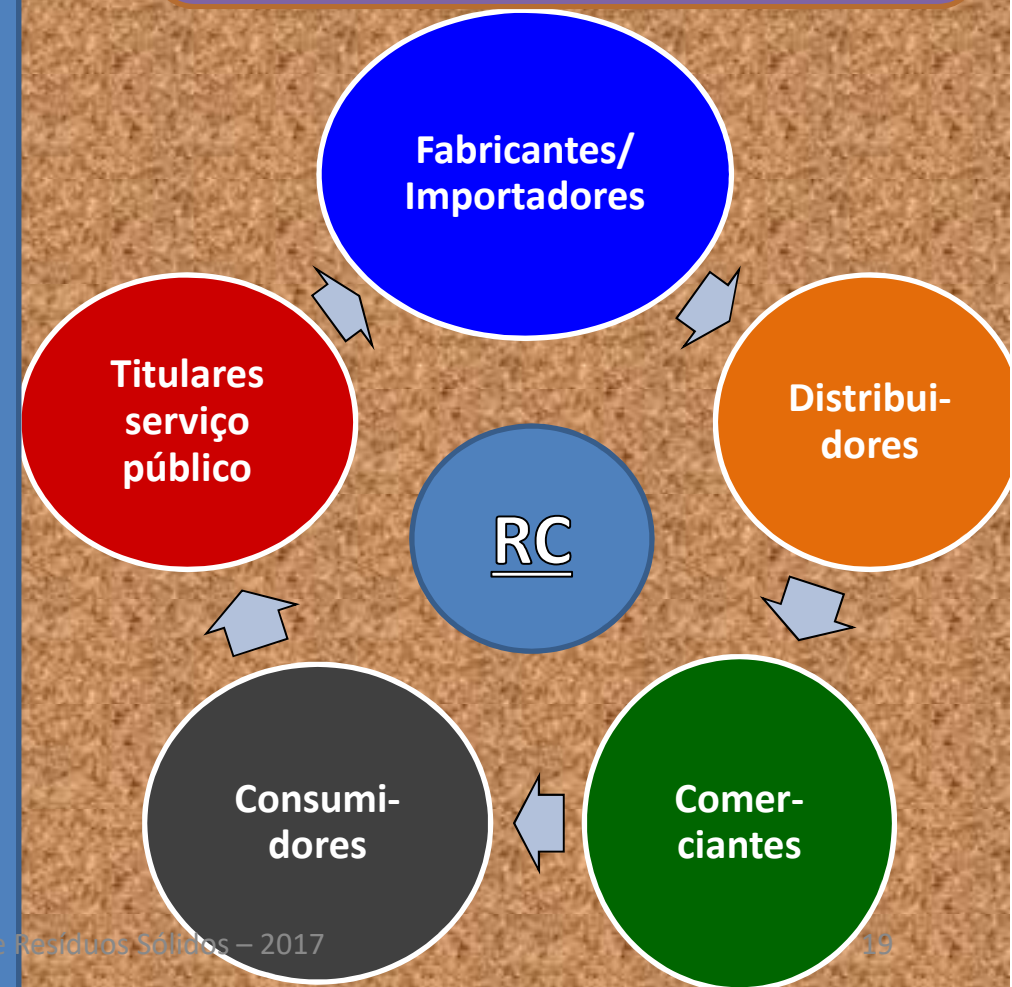 Fabricantes/
Importadores
Titulares
serviço
público
Distribui-
dores
RC
Consumi-
dores
Comer-
ciantes
e Resíduos Sólidos – 2017
19